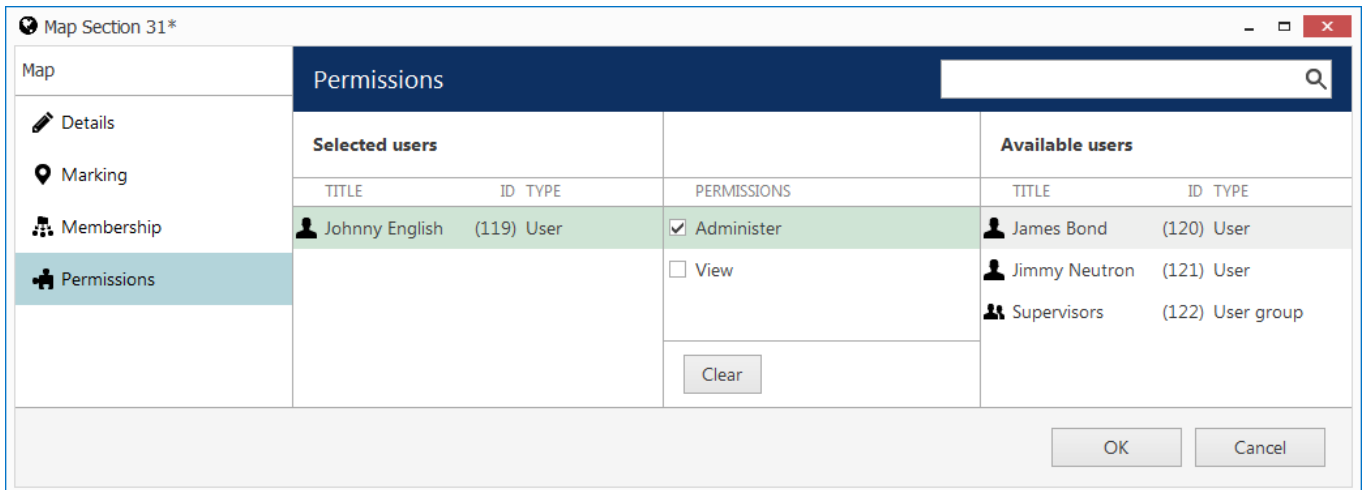 Map Section 31*
Map
Permissions
Details
Marking
Membership
Permissions
Selected users
Available users
TITLE ID TYPE
PERMISSIONS
TITLE ID TYPE
Johnny English (119) User
Administer
James Bond (120) User
View
Jimmy Neutron (121) User
Supervisors (122) User group
Clear
OK
Cancel